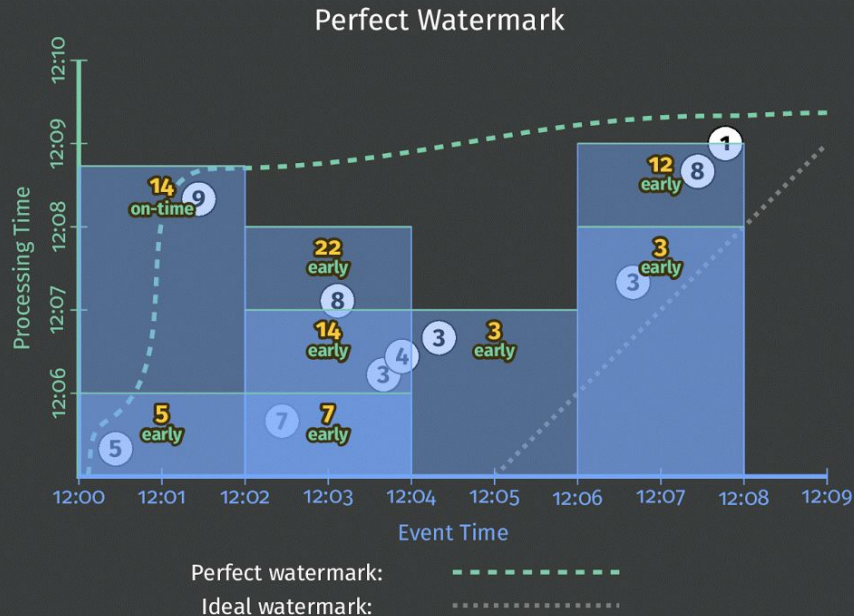 Perfect Watermark
Processing Time
12:10
12:09
12:08
12:07
12:06
14
on-time
9
5
early
5
22
early
8
14
early
3
4
7
early
7
3
3
early
12
early
1
8
3
early
3
12:00
12:01
12:02
12:03
12:04
12:05
12:06
12:07
12:08
12:09
Event Time
Perfect watermark:
Ideal watermark: